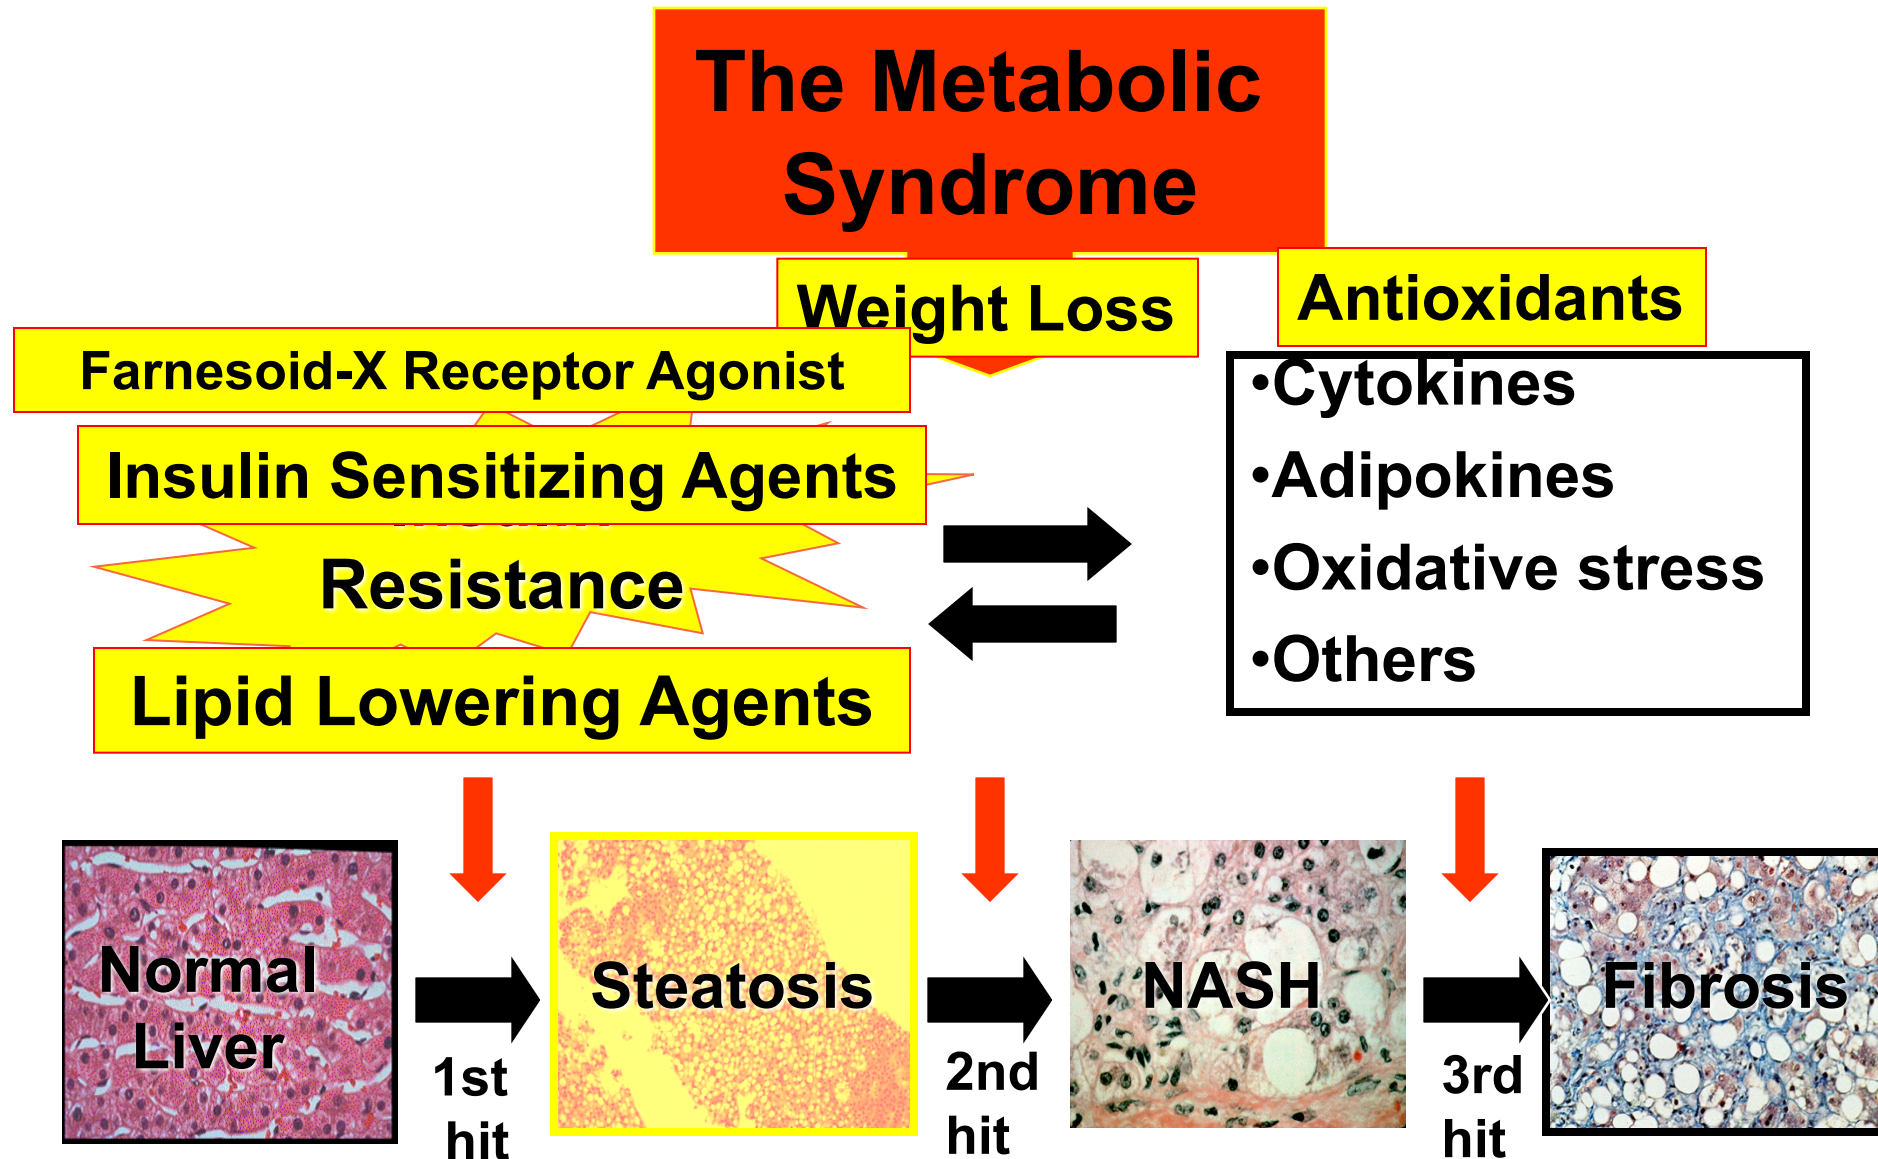 The Metabolic
Syndrome
Weight Loss
Antioxidants
Farnesoid-X Receptor Agonist
Insulin Sensitizing Agents
Insulin
Resistance
Lipid Lowering Agents
•Cytokines
•Adipokines
•Oxidative stress
•Others
Normal
Liver
1st
hit
Steatosis
2nd
hit
NASH
3rd
hit
Fibrosis